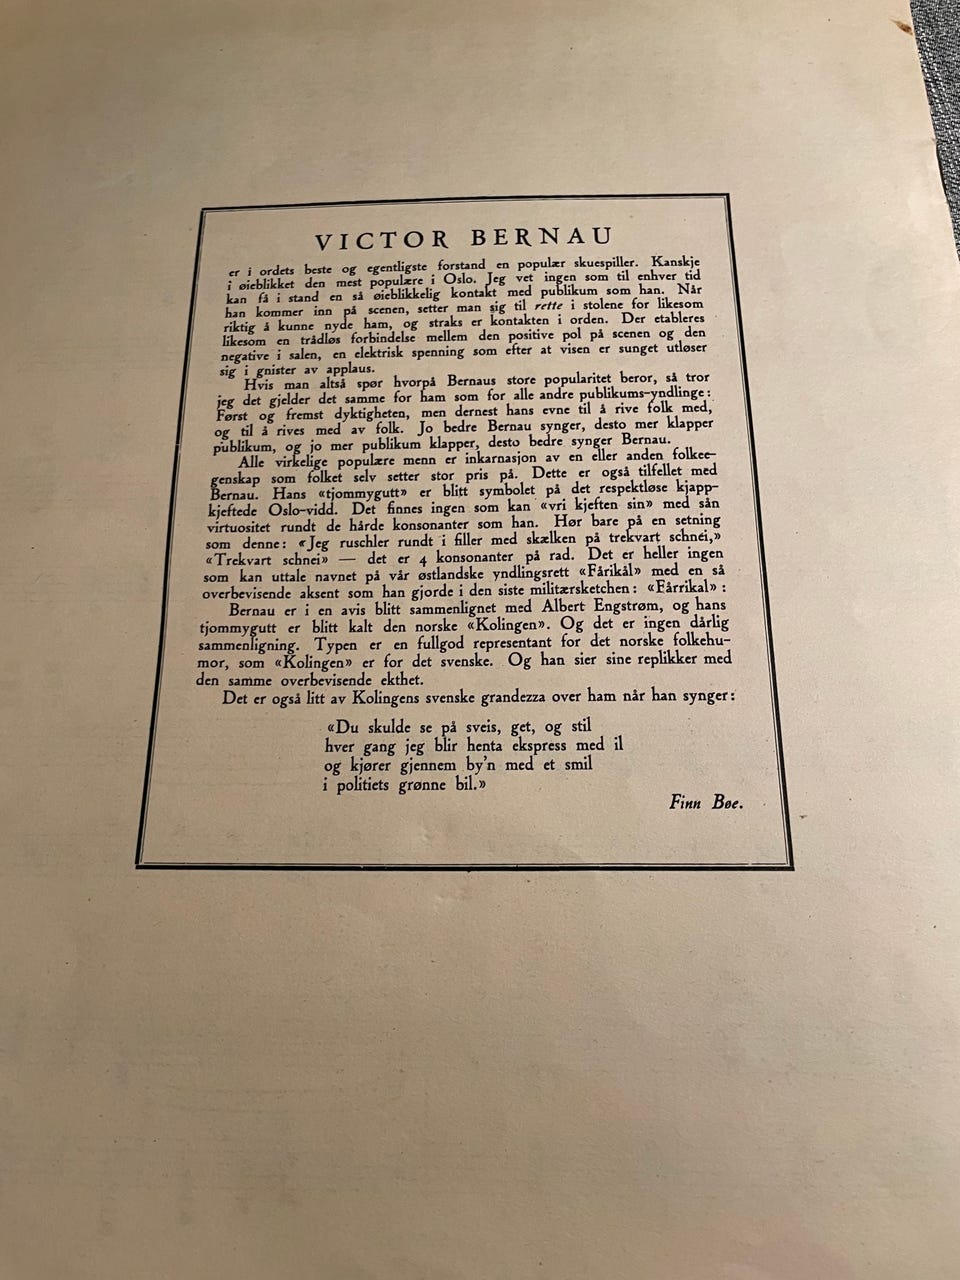 VICTOR BERNAU
er i ordets beste og egentligste forstand en populær skuespiller. Kanskje
i øieblikket den mest populære i Oslo. Jeg vet ingen som til enhver tid
kan få i stand en så øieblikkelig kontakt med publikum som han. Når
han kommer inn på scenen, setter man sig til rette i stolene for likesom
riktig å kunne nyde ham, og straks er kontakten i orden. Der etableres
likesom en trådløs forbindelse mellem den positive pol på scenen og den
negative i salen, en elektrisk spenning som efter at visen er sunget utløser
sig i gnister av applaus.
Hvis man altså spør hvorpå Bernaus store popularitet beror, så tror
jeg det gjelder det samme for ham som for alle andre publikums-yndlinge:
Først og fremst dyktigheten, men dernest hans evne til å rive folk med,
og til å rives med av folk. Jo bedre Bernau synger, desto mer klapper
publikum, og jo mer publikum klapper, desto bedre synger Bernau.
Alle virkelige populære menn er inkarnasjon av en eller anden folkee-
genskap som folket selv setter stor pris på. Dette er også tilfellet med
Bernau. Hans «tjommygutt» er blitt symbolet på det respektløse kjapp-
kjeftede Oslo-vidd. Det finnes ingen som kan «vri kjeften sin» med sån
virtuositet rundt de hårde konsonanter som han. Hør bare på en setning
som denne: «Jeg ruschler rundt i filler med skælken på trekvart schnei,»
«Trekvart schnei» — det er 4 konsonanter på rad. Det er heller ingen
som kan uttale navnet på vår østlandske yndlingsrett «Fårikål» med en så
overbevisende aksent som han gjorde i den siste militærsketchen: «Fårrikal» :
Bernau er i en avis blitt sammenlignet med Albert Engstrøm, og hans
tjommygutt er blitt kalt den norske «Kolingen». Og det er ingen dårlig
sammenligning. Typen er en fullgod representant for det norske folkehu-
mor, som «Kolingen» er for det svenske. Og han sier sine replikker med
den samme overbevisende ekthet.
Det er også litt av Kolingens svenske grandezza over ham når han synger:
«Du skulde se på sveis, get, og stil
hver gang jeg blir henta ekspress med il
og kjører gjennem by'n med et smil
i politiets grønne bil.»
Finn Bøe.